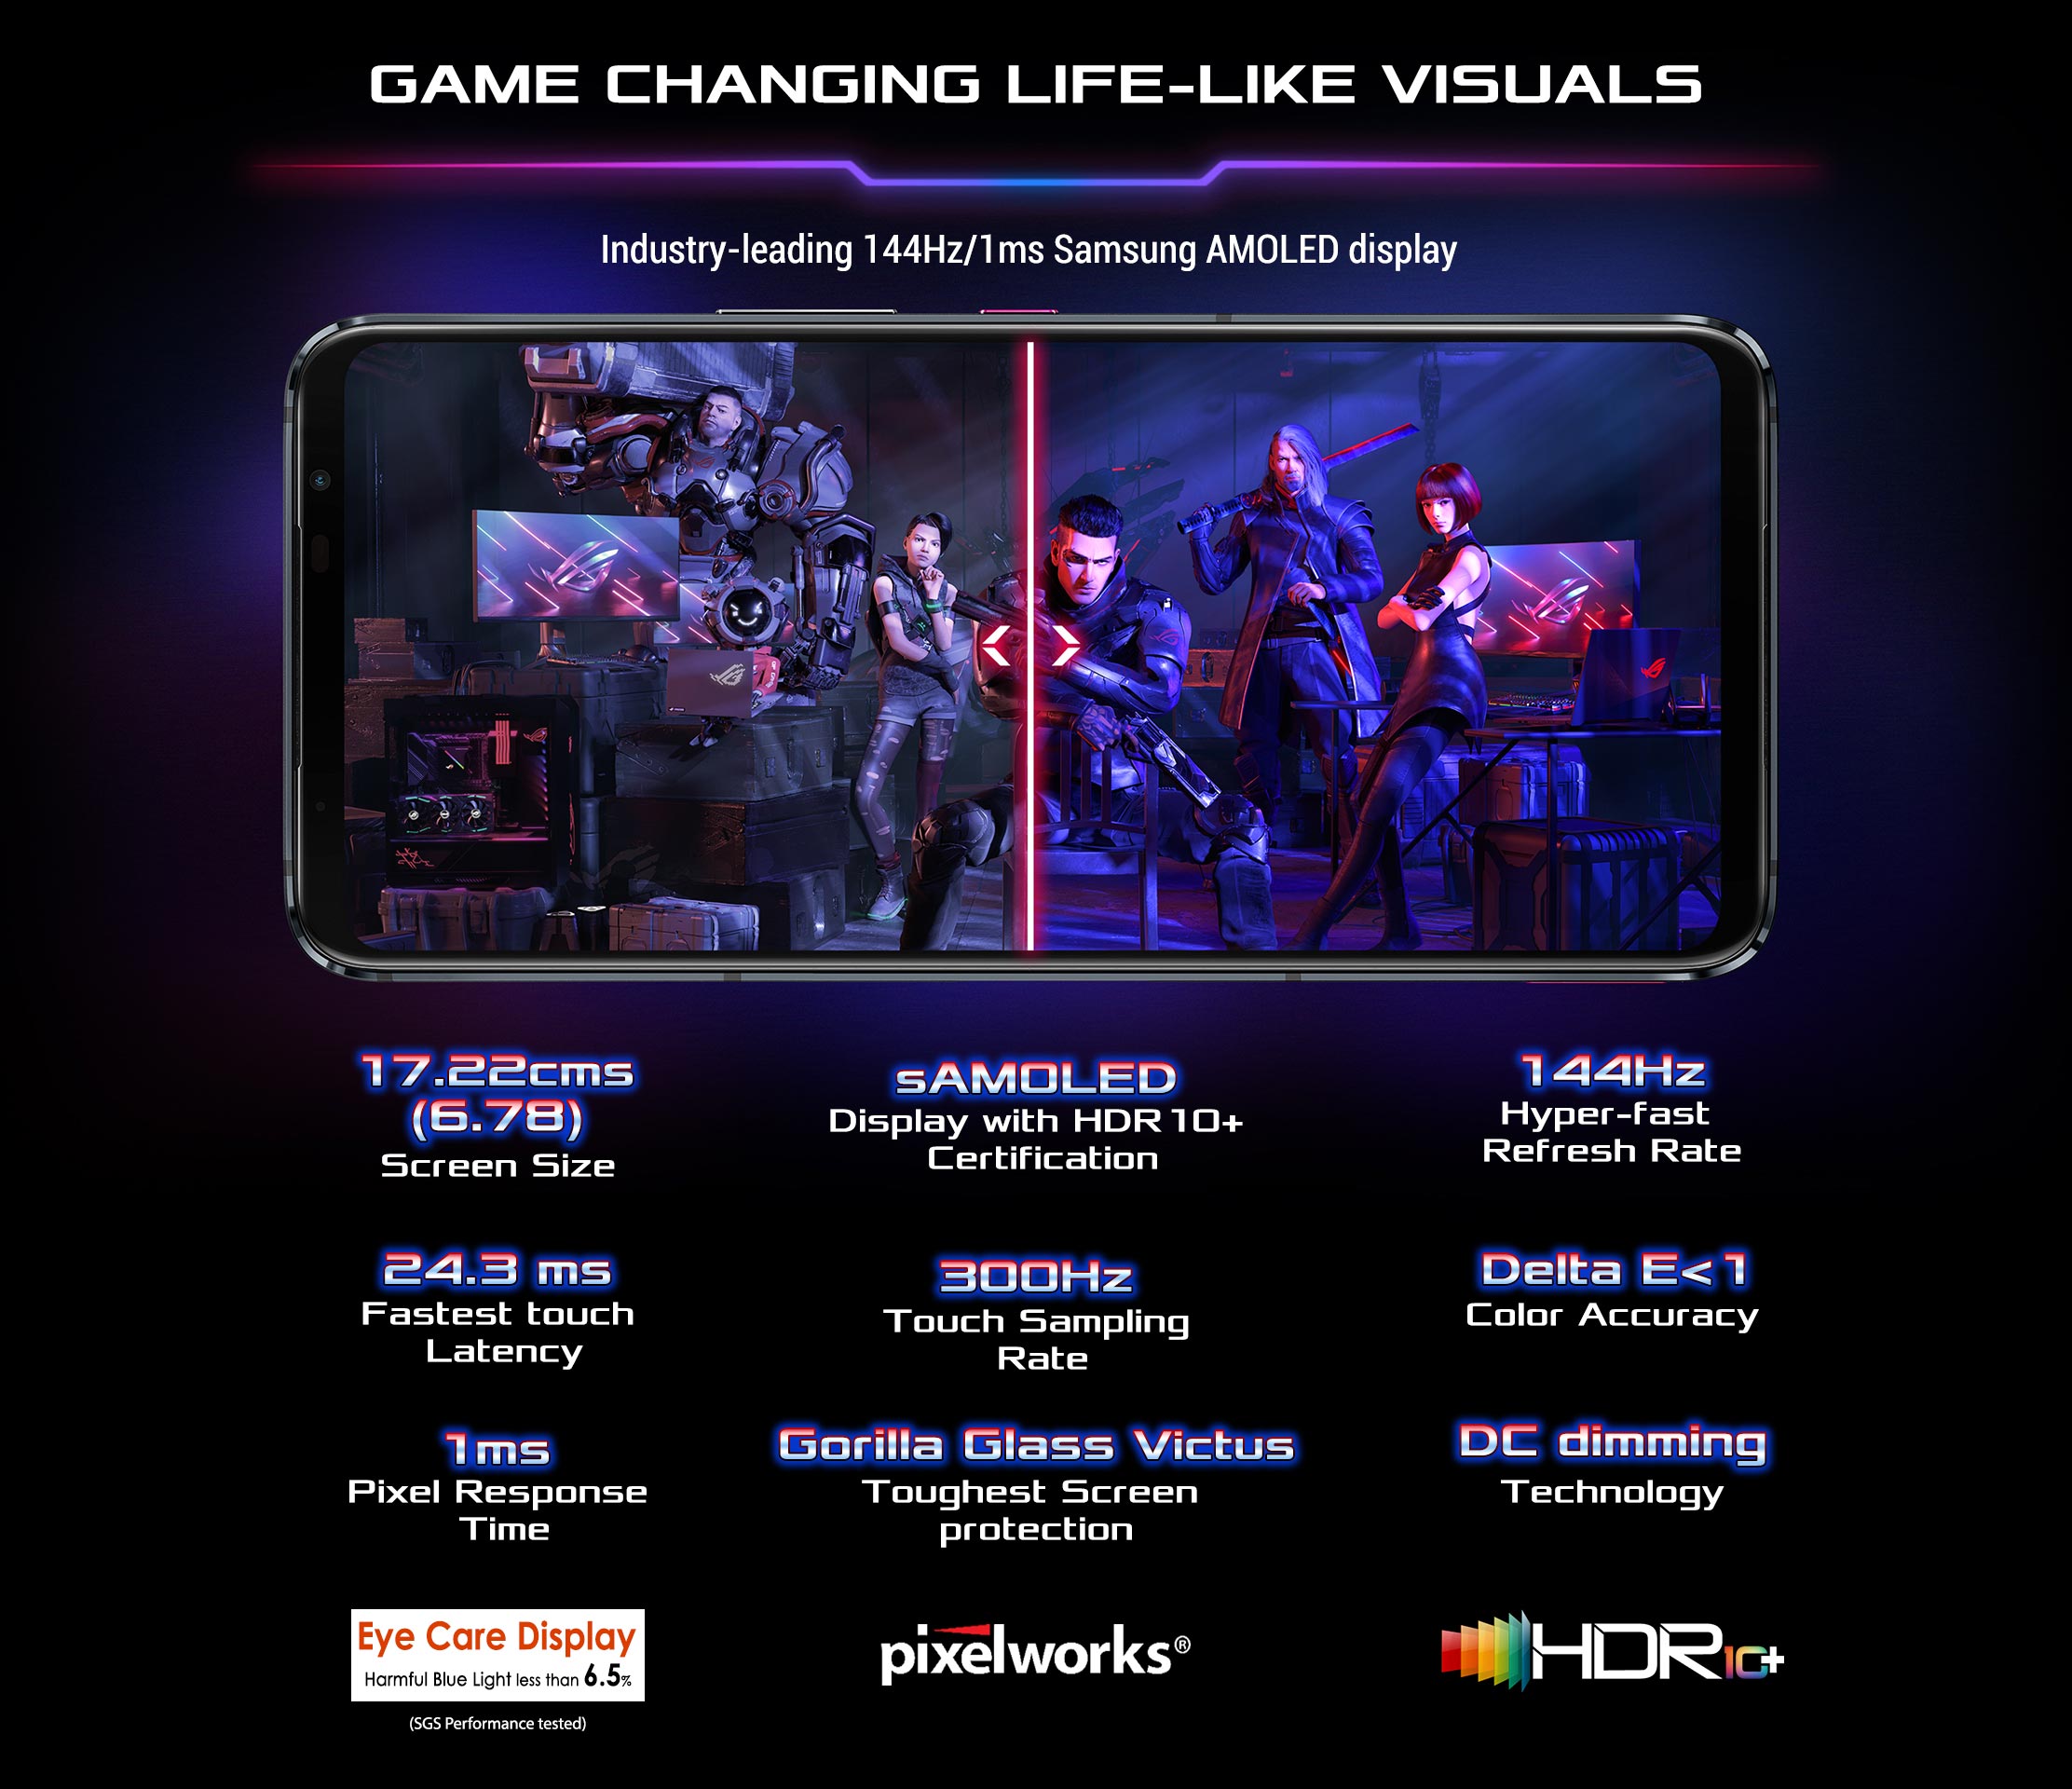 GAME CHANGING LIFE-LIKE VISUALS
Industry-leading 144Hz/1ms Samsung AMOLED display
17.22cms
(6.78)
Screen Size
sAMOLED
Display with HDR 10+
Certification
144Hz
Hyper-fast
Refresh Rate
24.3 ms
Fastest touch
Latency
300Hz
Touch Sampling
Rate
Delta E<1
Color Accuracy
1ms
Pixel Response
Time
Gorilla Glass Victus
Toughest Screen
protection
DC dimming
Technology
Eye Care Display
Harmful Blue Light less than 6.5%
(SGS Performance tested)
pixelworks®
HDR10+